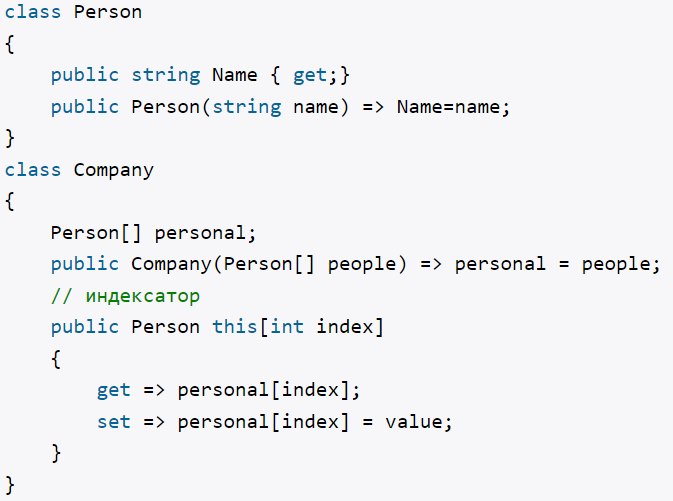 class Person
{
    public string Name { get;}
    public Person(string name) => Name=name;
}
class Company
{
    Person[] personal;
    public Company(Person[] people) => personal = people;
    // индексатор
    public Person this[int index]
    {
        get => personal[index];
        set => personal[index] = value;
    }
}